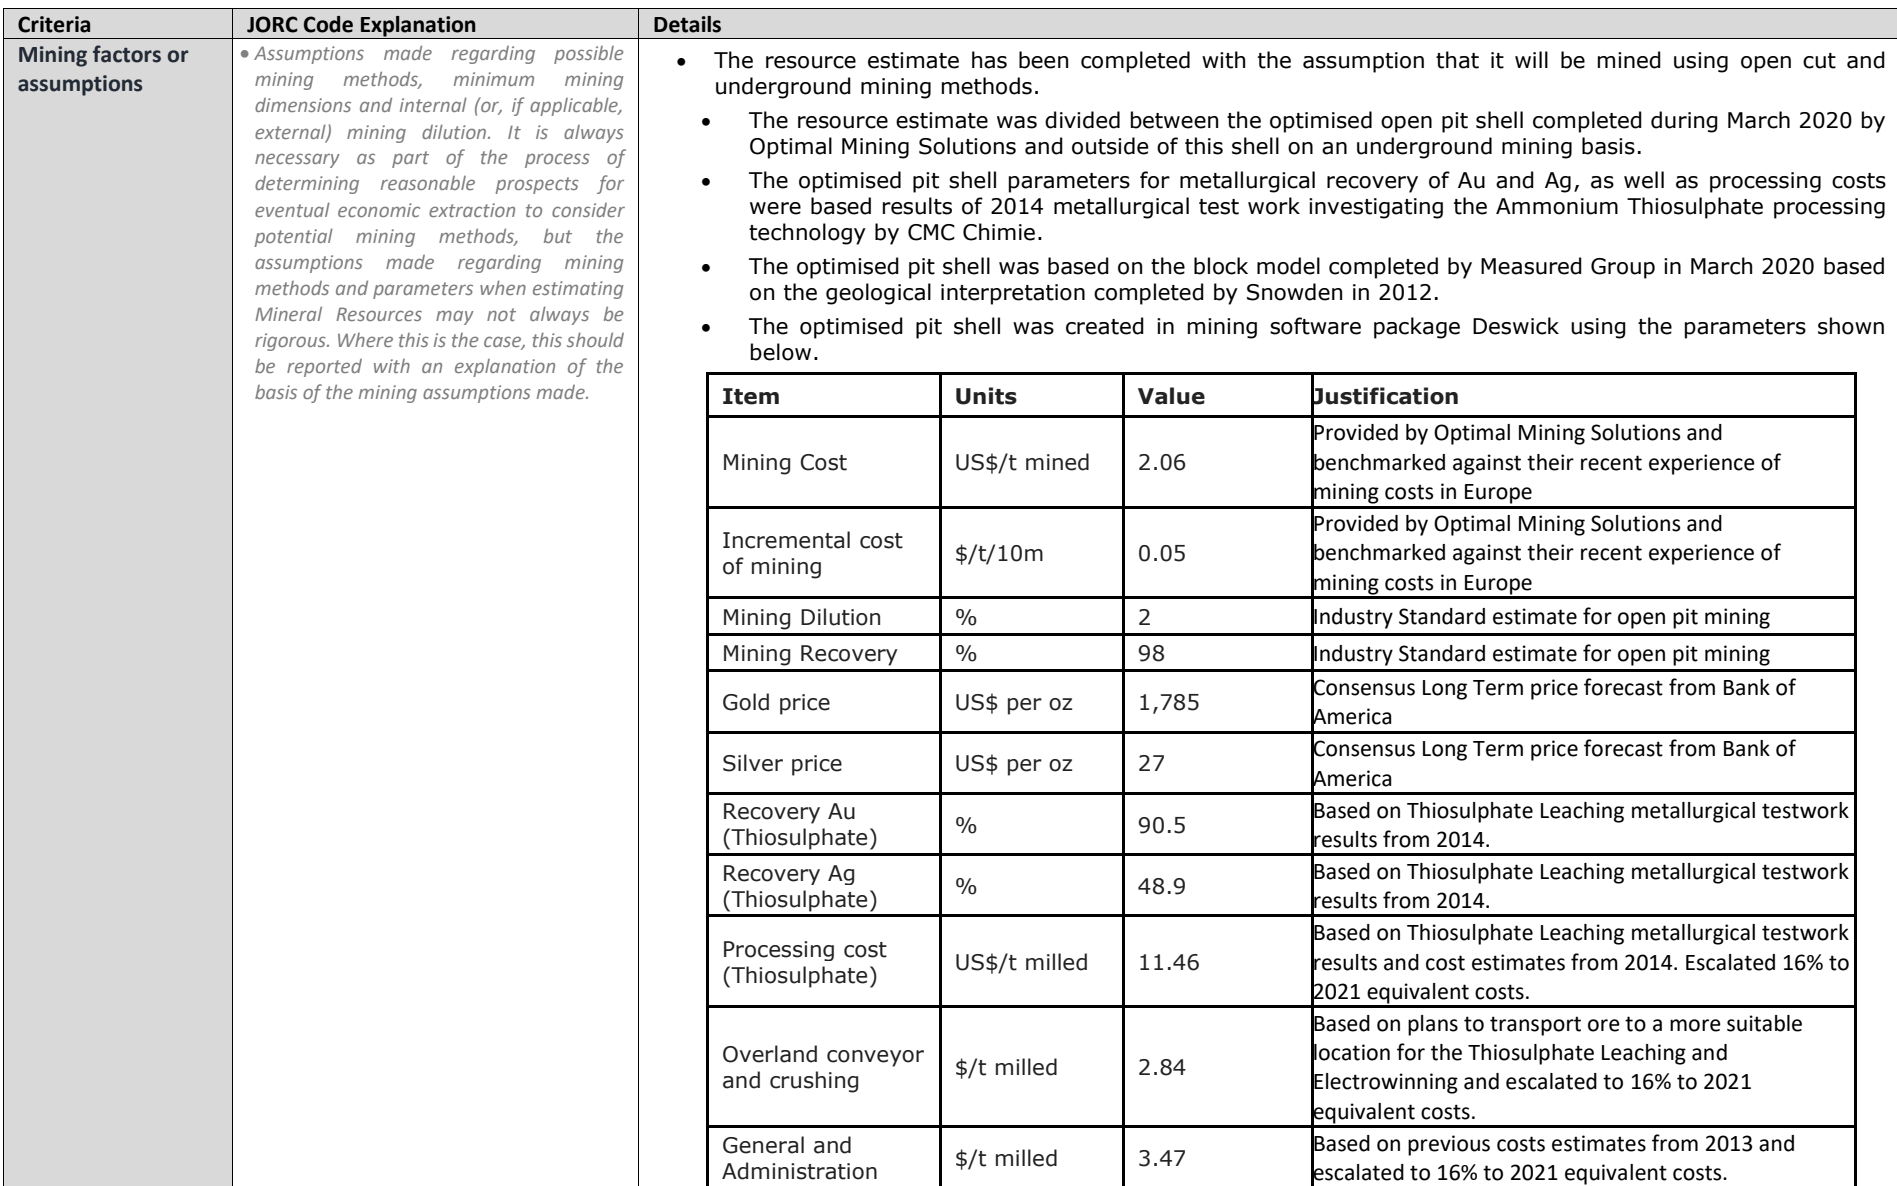 Criteria
JORC Code Explanation
Details
Mining factors or
assumptions
• Assumptions made regarding possible
mining methods, minimum mining
dimensions and internal (or, if applicable,
external) mining dilution. It is always
necessary as part of the process of
determining reasonable prospects for
eventual economic extraction to consider
potential mining methods, but the
assumptions made regarding mining
methods and parameters when estimating
Mineral Resources may not always be
rigorous. Where this is the case, this should
be reported with an explanation of the
basis of the mining assumptions made.
• The resource estimate has been completed with the assumption that it will be mined using open cut and
underground mining methods.
• The resource estimate was divided between the optimised open pit shell completed during March 2020 by
Optimal Mining Solutions and outside of this shell on an underground mining basis.
• The optimised pit shell parameters for metallurgical recovery of Au and Ag, as well as processing costs
were based results of 2014 metallurgical test work investigating the Ammonium Thiosulphate processing
technology by CMC Chimie.
• The optimised pit shell was based on the block model completed by Measured Group in March 2020 based
on the geological interpretation completed by Snowden in 2012.
• The optimised pit shell was created in mining software package Deswick using the parameters shown
below.
Item
Units
Value
Justification
Mining Cost
US$/t mined
2.06
Provided by Optimal Mining Solutions and
benchmarked against their recent experience of
mining costs in Europe
Incremental cost
of mining
$/t/10m
0.05
Provided by Optimal Mining Solutions and
benchmarked against their recent experience of
mining costs in Europe
Mining Dilution
%
2
Industry Standard estimate for open pit mining
Mining Recovery
%
98
Industry Standard estimate for open pit mining
Gold price
US$ per oz
1,785
Consensus Long Term price forecast from Bank of
America
Silver price
US$ per oz
27
Consensus Long Term price forecast from Bank of
America
Recovery Au
(Thiosulphate)
%
90.5
Based on Thiosulphate Leaching metallurgical testwork
results from 2014.
Recovery Ag
(Thiosulphate)
%
48.9
Based on Thiosulphate Leaching metallurgical testwork
results from 2014.
Processing cost
(Thiosulphate)
US$/t milled
11.46
Based on Thiosulphate Leaching metallurgical testwork
results and cost estimates from 2014. Escalated 16% to
2021 equivalent costs.
Overland conveyor
and crushing
$/t milled
2.84
Based on plans to transport ore to a more suitable
location for the Thiosulphate Leaching and
Electrowinning and escalated to 16% to 2021
equivalent costs.
General and
Administration
$/t milled
3.47
Based on previous costs estimates from 2013 and
escalated to 16% to 2021 equivalent costs.